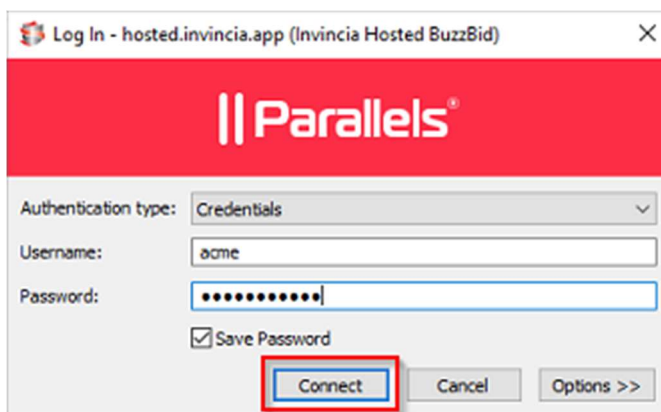 Log In - hosted.invincia.app (Invincia Hosted BuzzBid)
Parallels®
Authentication type: Credentials
Username: acme
Password: •••••••••••
Save Password
Connect Cancel Options >>